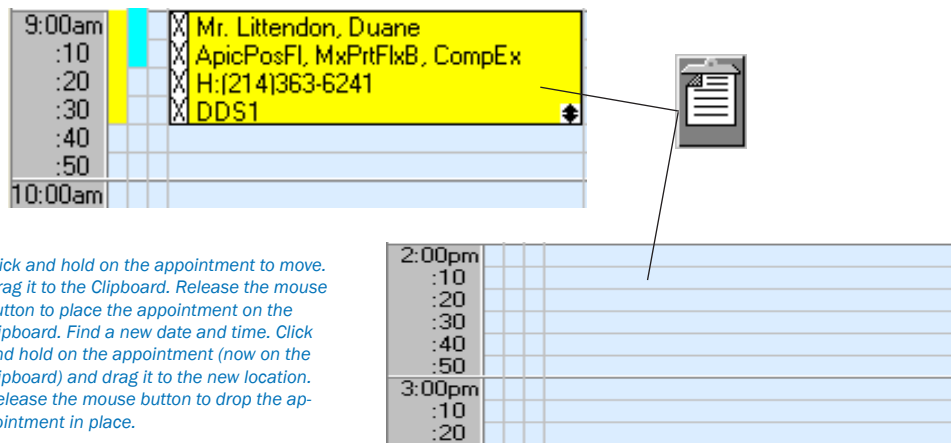 9:00am
:10
:20
:30
:40
:50
10:00am
X Mr. Littendon, Duane
X ApicPosFl, MxPrtFlxB, CompEx
X H:(214)363-6241
X DDS1
ick and hold on the appointment to move.
rag it to the Clipboard. Release the mouse
utton to place the appointment on the
ipboard. Find a new date and time. Click
nd hold on the appointment (now on the
ipboard) and drag it to the new location.
elease the mouse button to drop the ap-
ointment in place.
2:00pm
:10
:20
:30
:40
:50
3:00pm
:10
:20